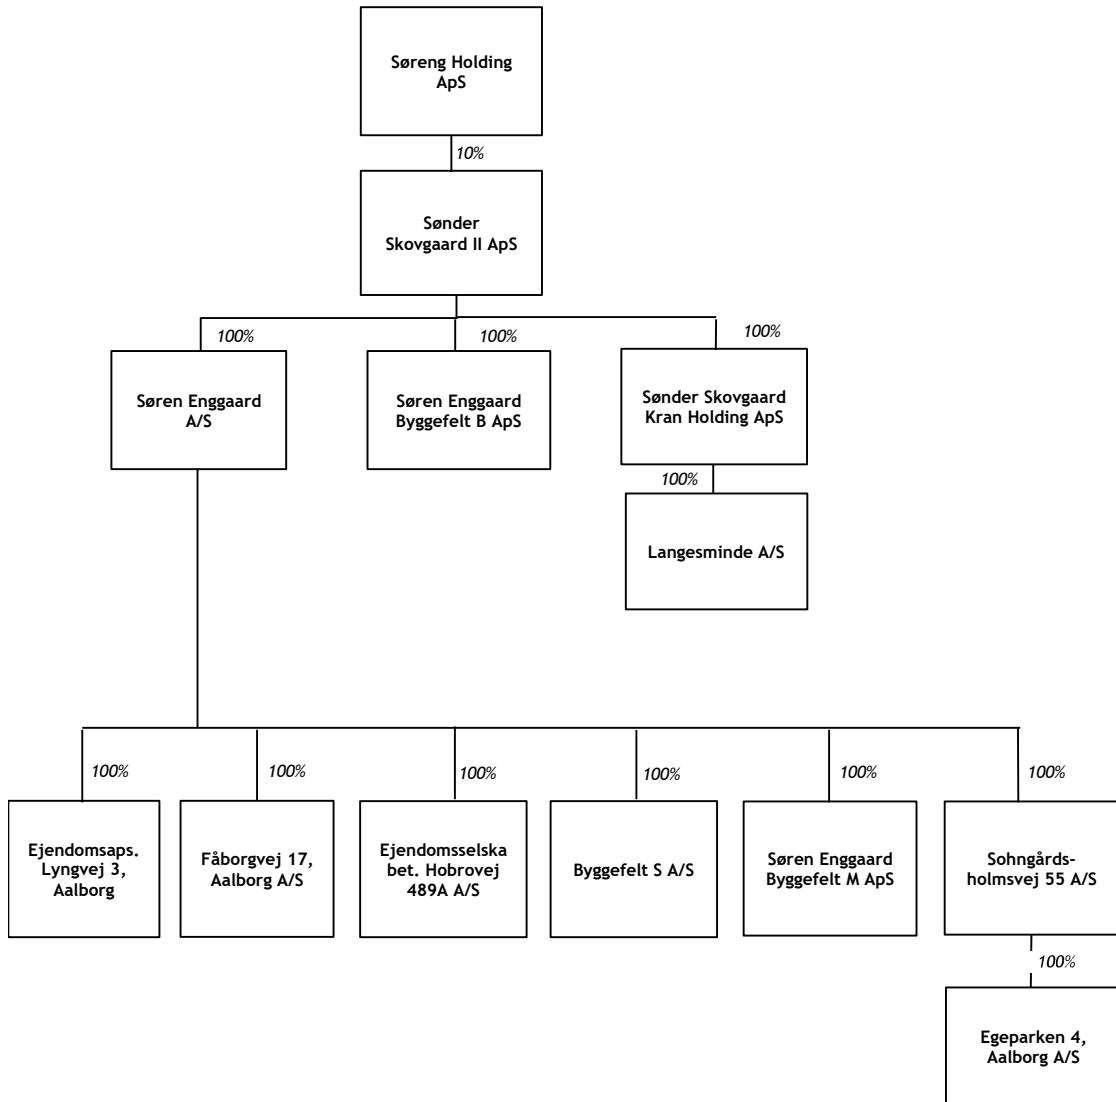 Søreng Holding
ApS
10%
Sønder
Skovgaard II ApS
100%
100%
100%
Søren Enggaard
A/S
Søren Enggaard
Byggefelt B ApS
Sønder Skovgaard
Kran Holding ApS
100%
Langesminde A/S
100%
100%
100%
100%
100%
100%
Ejendomsaps.
Lyngvej 3,
Aalborg
Fåborgvej 17,
Aalborg A/S
Ejendomsselska
bet. Hobrovej
489A A/S
Byggefelt S A/S
Søren Enggaard
Byggefelt M ApS
Sohngårds-
holmsvej 55 A/S
100%
Egeparken 4,
Aalborg A/S